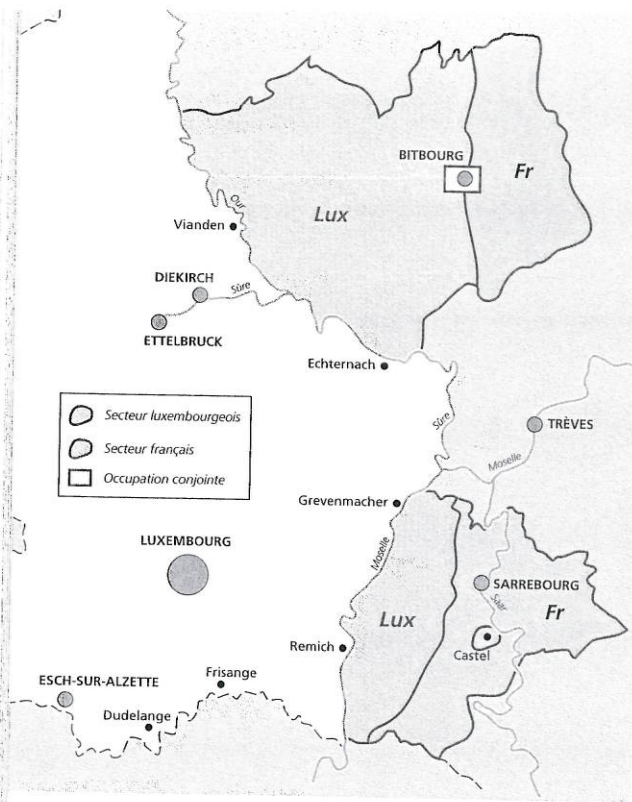 BITBOURG
Fr
Lux
Our
Vianden
DIEKIRCH
Sûre
ETTELBRUCK
Echternach
Secteur luxembourgeois
Secteur français
Occupation conjointe
Sûre
TRÈVES
Moselle
Grevenmacher
LUXEMBOURG
Moselle
SARREBOURG
Saar
Fr
Lux
Remich
Castel
ESCH-SUR-ALZETTE
Frisange
Dudelange